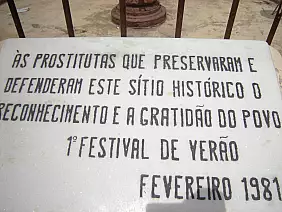 ÀS PROSTITUTAS QUE PRESERVARAM E
DEFENDERAM ESTE SÍTIO HISTÓRICO O
RECONHECIMENTO E A GRATIDÃO DO POVO
1º FESTIVAL DE VERÃO
FEVEREIRO 1981